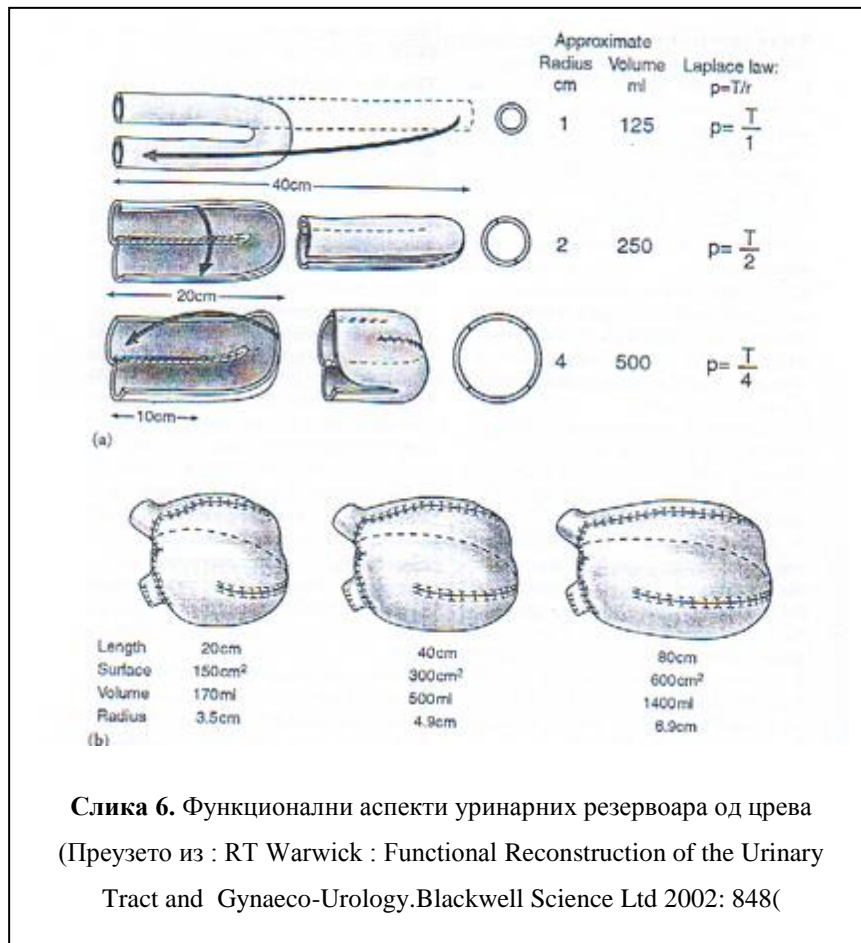 Approximate
Radius Volume Laplace law:
cm ml p=T/r
1 125 p= T/1
40cm
2 250 p= T/2
20cm
4 500 p= T/4
10cm
(a)
Length 20cm 40cm 80cm
Surface 150cm² 300cm² 600cm²
Volume 170ml 500ml 1400ml
Radius 3.5cm 4.9cm 6.9cm
(b)
Слика 6. Функционални аспекти уринарних резервоара од црева
(Преузето из : RT Warwick : Functional Reconstruction of the Urinary
Tract and Gynaeco-Urology.Blackwell Science Ltd 2002: 848(